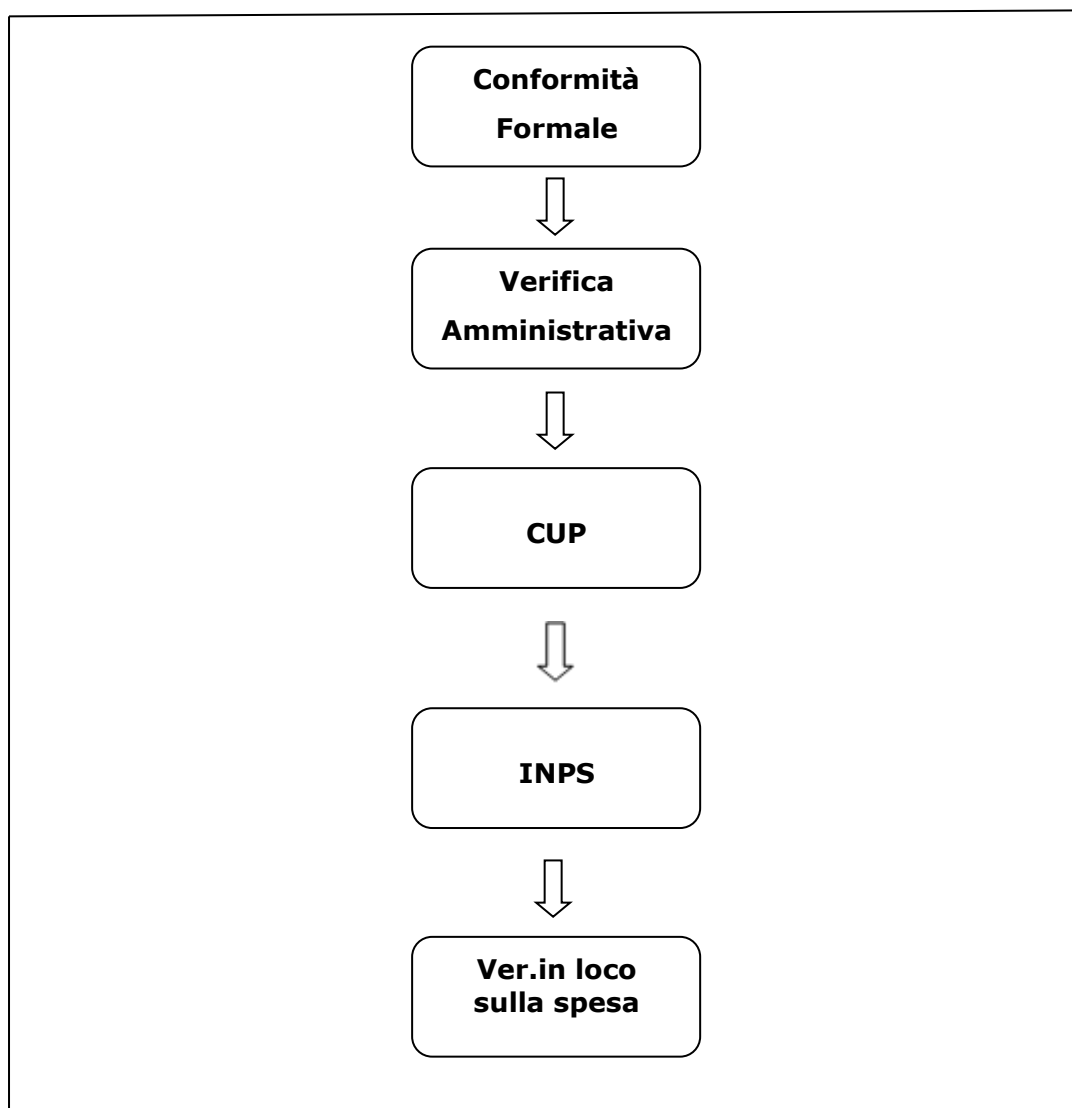 Conformità
Formale
Verifica
Amministrativa
CUP
INPS
Ver.in loco
sulla spesa